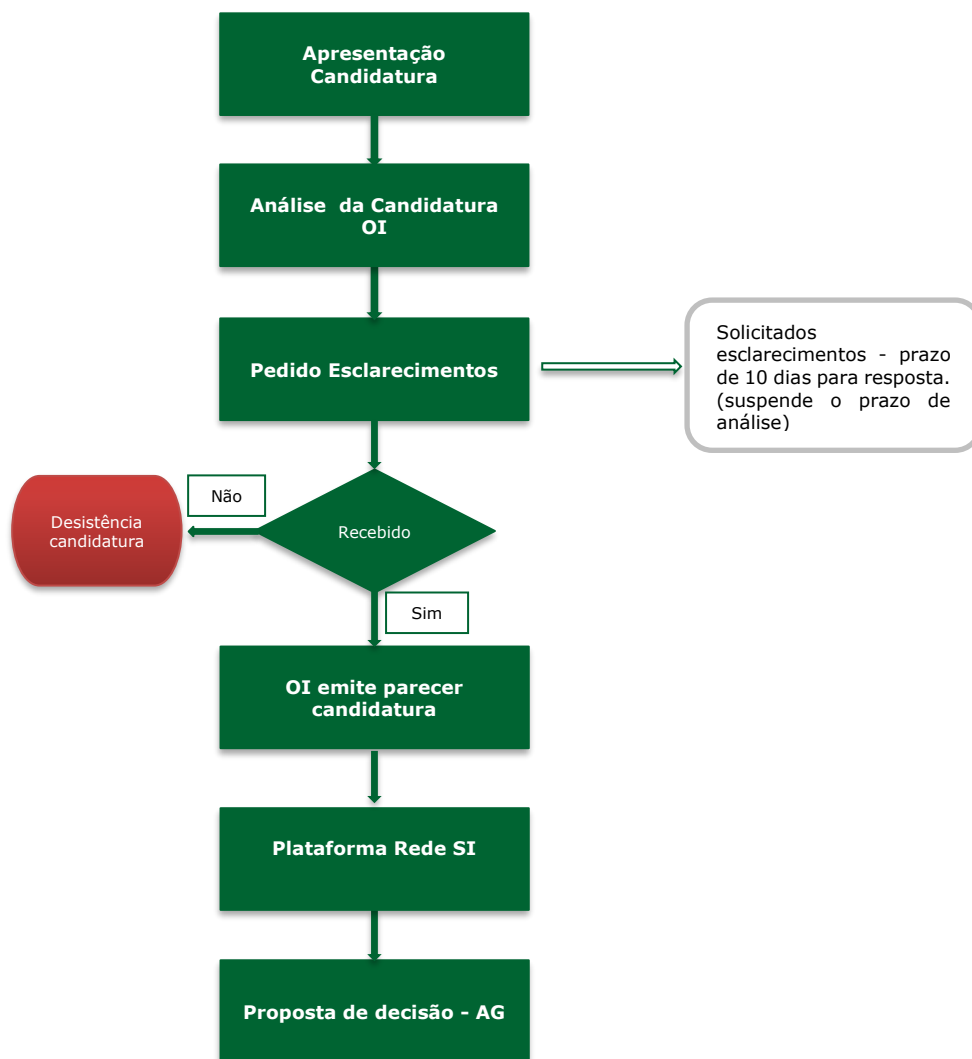 Apresentação
Candidatura
Análise da Candidatura
OI
Pedido Esclarecimentos
Solicitados
esclarecimentos - prazo
de 10 dias para resposta.
(suspende o prazo de
análise)
Não
Desistência
candidatura
Recebido
Sim
OI emite parecer
candidatura
Plataforma Rede SI
Proposta de decisão - AG